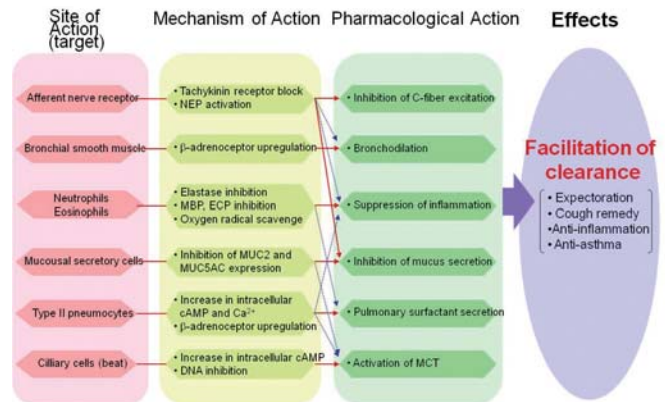 Site of
Action
(target)
Mechanism of Action
Pharmacological Action
Effects
Afferent nerve receptor
• Tachykinin receptor block
• NEP activation
• Inhibition of C-fiber excitation
Bronchial smooth muscle
• β-adrenoceptor upregulation
• Bronchodilation
Neutrophils
Eosinophils
• Elastase inhibition
• MBP, ECP inhibition
• Oxygen radical scavenge
• Suppression of inflammation
Mucousal secretory cells
• Inhibition of MUC2 and
MUC5AC expression
• Inhibition of mucus secretion
Type II pneumocytes
• Increase in intracellular
cAMP and Ca²⁺
• β-adrenoceptor upregulation
• Pulmonary surfactant secretion
Cilliary cells (beat)
• Increase in intracellular cAMP
• DNA inhibition
• Activation of MCT
Facilitation of
clearance
• Expectoration
• Cough remedy
•Anti-inflammation
• Anti-asthma